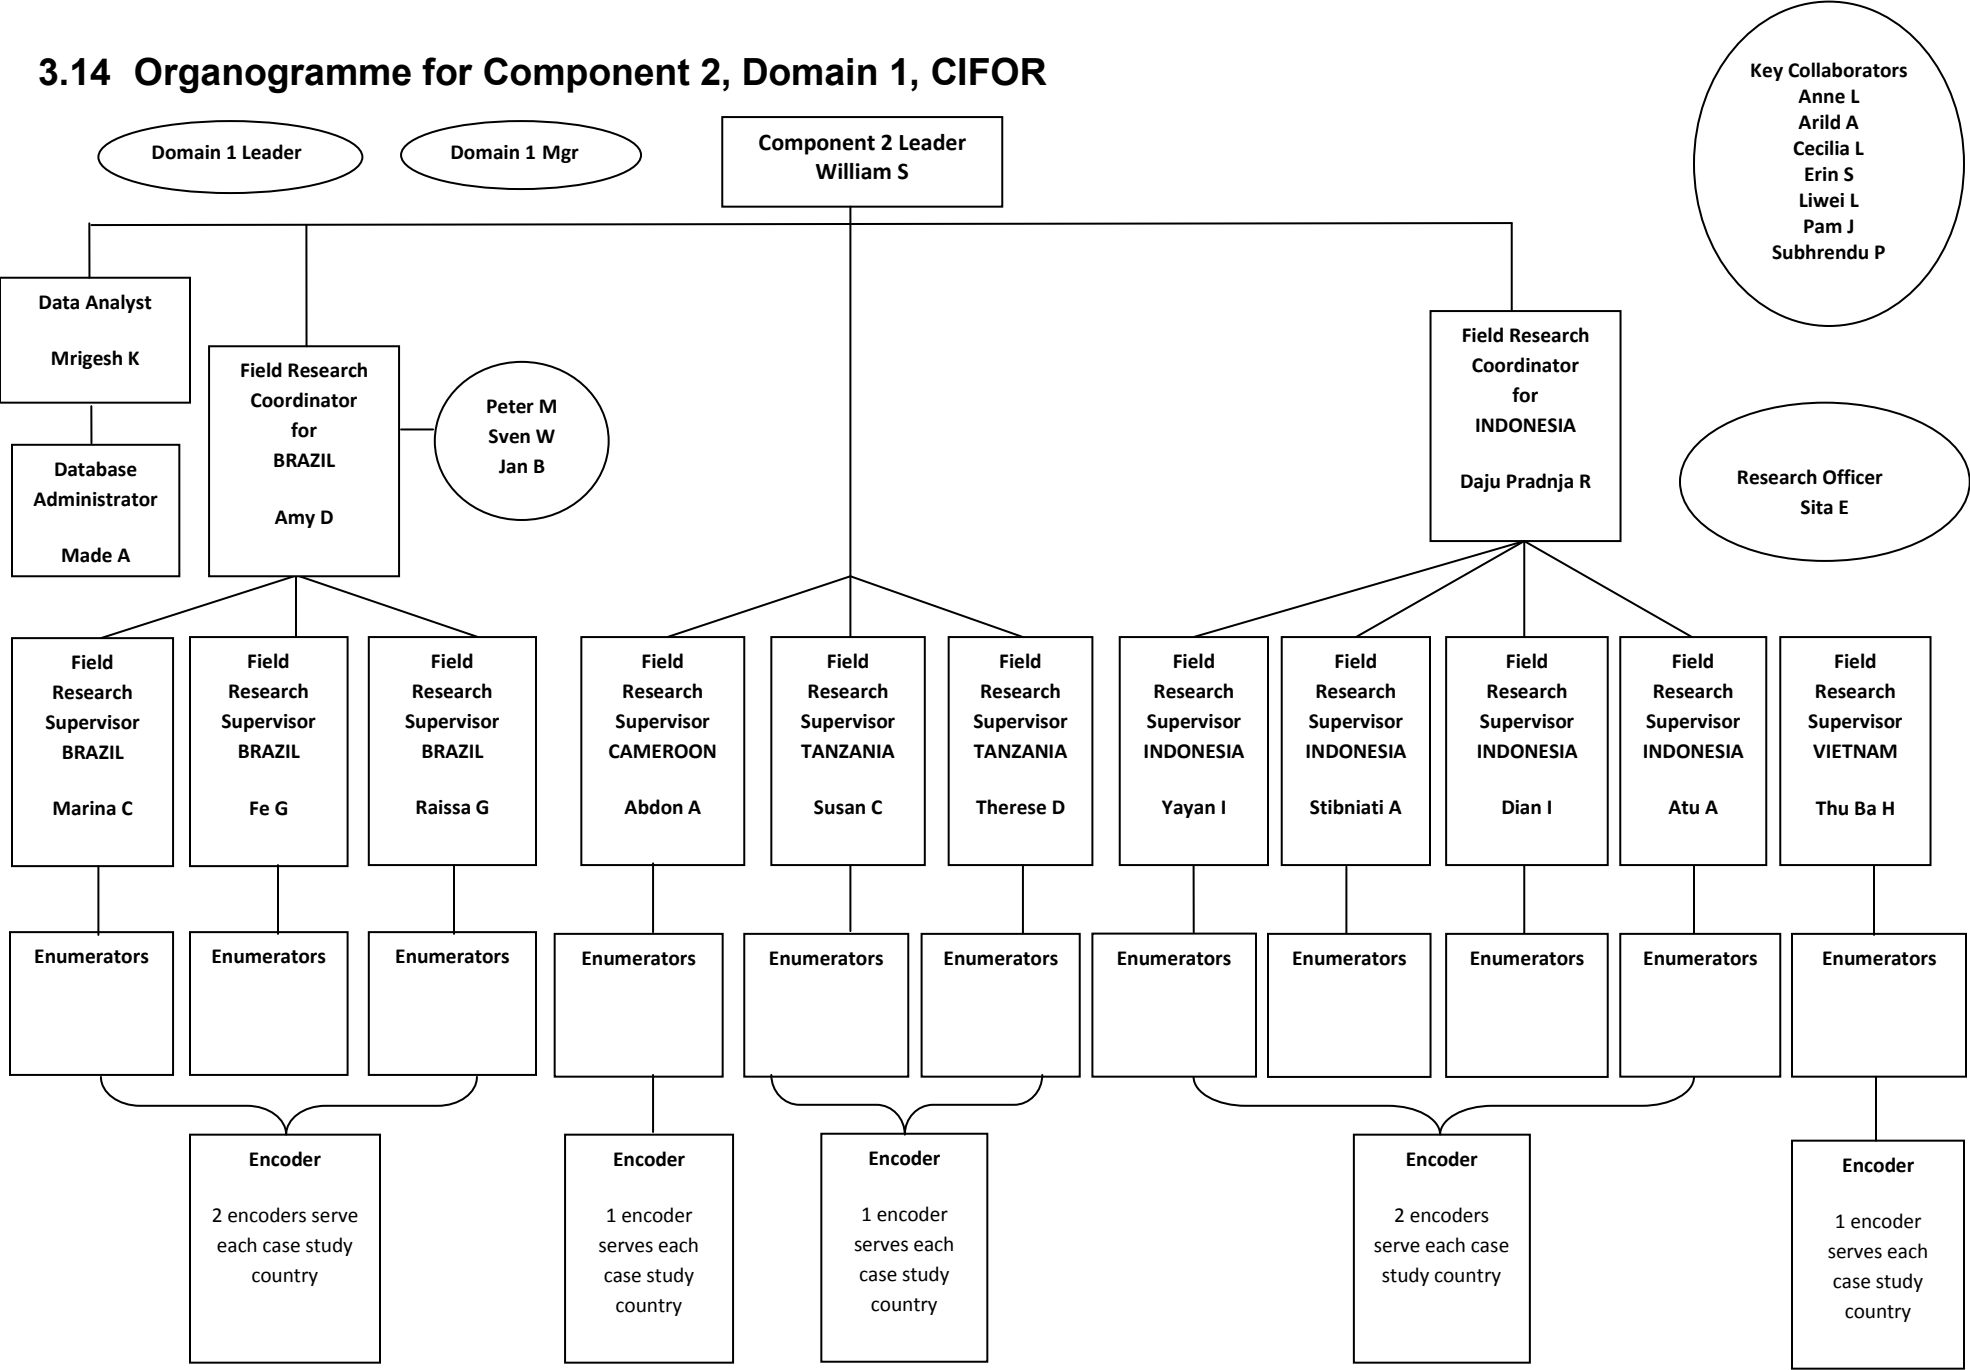 3.14 Organogramme for Component 2, Domain 1, CIFOR
Domain 1 Leader
Domain 1 Mgr
Component 2 Leader
William S
Key Collaborators
Anne L
Arild A
Cecilia L
Erin S
Liwei L
Pam J
Subhrendu P
Data Analyst
Mrigesh K
Database
Administrator
Made A
Field Research
Coordinator
for
BRAZIL
Amy D
Peter M
Sven W
Jan B
Field Research
Coordinator
for
INDONESIA
Daju Pradnja R
Research Officer
Sita E
Field
Research
Supervisor
BRAZIL
Marina C
Field
Research
Supervisor
BRAZIL
Fe G
Field
Research
Supervisor
BRAZIL
Raissa G
Field
Research
Supervisor
CAMEROON
Abdon A
Field
Research
Supervisor
TANZANIA
Susan C
Field
Research
Supervisor
TANZANIA
Therese D
Field
Research
Supervisor
INDONESIA
Yayan I
Field
Research
Supervisor
INDONESIA
Stibniati A
Field
Research
Supervisor
INDONESIA
Dian I
Field
Research
Supervisor
INDONESIA
Atu A
Field
Research
Supervisor
VIETNAM
Thu Ba H
Enumerators
Enumerators
Enumerators
Enumerators
Enumerators
Enumerators
Enumerators
Enumerators
Enumerators
Enumerators
Enumerators
Encoder
2 encoders serve
each case study
country
Encoder
1 encoder
serves each
case study
country
Encoder
1 encoder
serves each
case study
country
Encoder
2 encoders
serve each case
study country
Encoder
1 encoder
serves each
case study
country